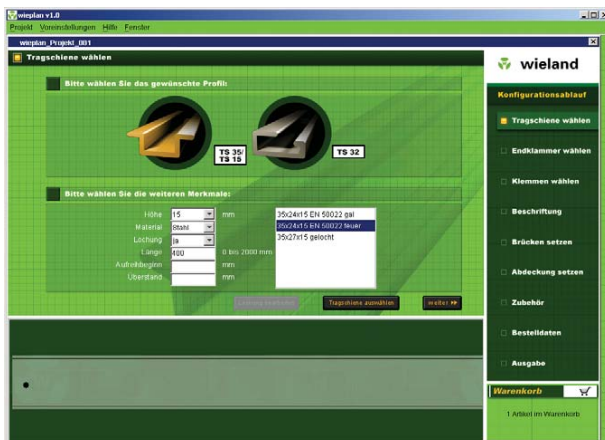 wieplan v1.0
Projekt Voreinstellungen Hilfe Fenster
wieplan_Projekt_001
Tragschiene wählen
Bitte wählen Sie das gewünschte Profil:
TS 35/
TS 15
TS 32
Bitte wählen Sie die weiteren Merkmale:
Höhe 15 mm
Material Stahl
Lochung ja
Länge 400 0 bis 2000 mm
Aufreihbeginn mm
Überstand mm
35x24x15 EN 50022 gal
35x24x15 EN 50022 feuer
35x27x15 gelocht
Tragschiene auswählen
weiter
wieland
Konfigurationsablauf
Tragschiene wählen
Endklammer wählen
Klemmen wählen
Beschriftung
Brücken setzen
Abdeckung setzen
Zubehör
Bestelldaten
Ausgabe
Warenkorb
1 Artikel im Warenkorb